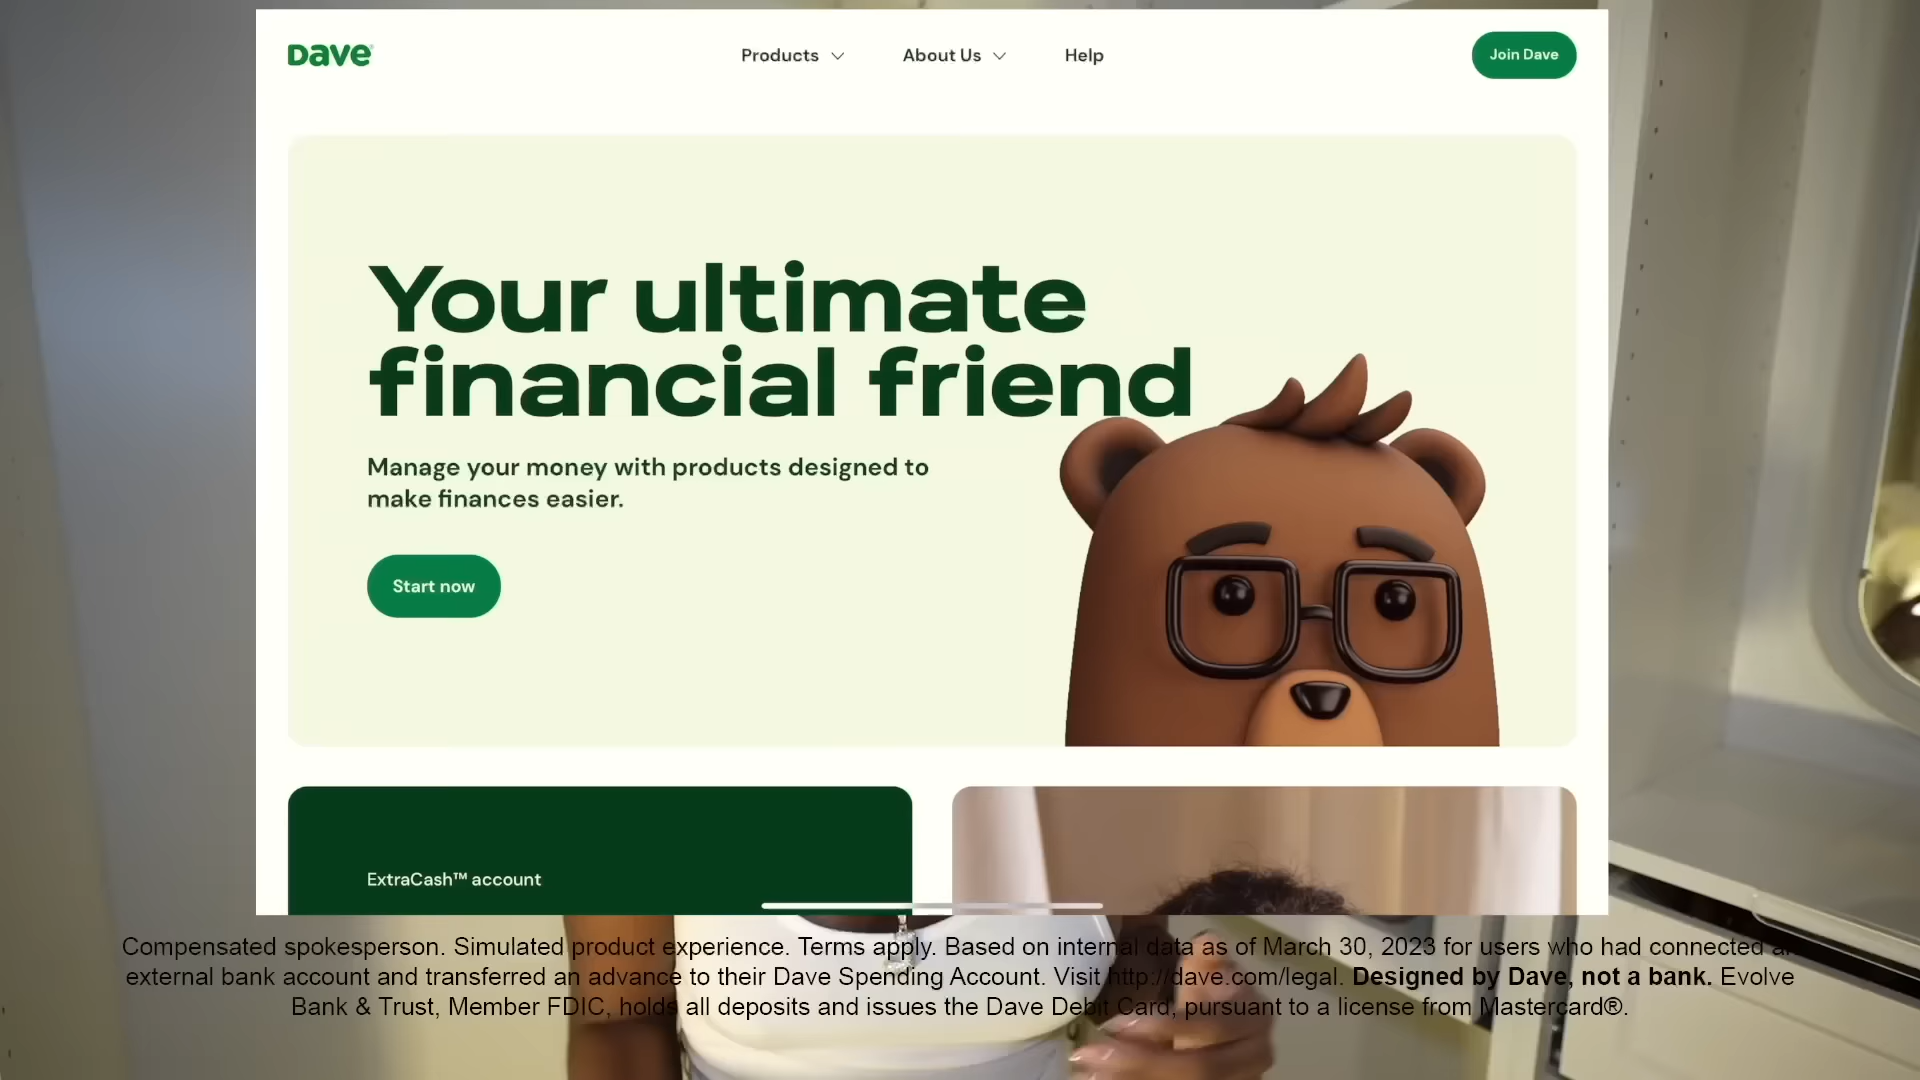 Dave
Products
About Us
Help
Join Dave
Your ultimate
financial friend
Manage your money with products designed to
make finances easier.
Start now
ExtraCash™ account
Compensated spokesperson. Simulated product experience. Terms apply. Based on internal data as of March 30, 2023 for users who had connected an
external bank account and transferred an advance to their Dave Spending Account. Visit http://dave.com/legal. Designed by Dave, not a bank. Evolve
Bank & Trust, Member FDIC, holds all deposits and issues the Dave Debit Card, pursuant to a license from Mastercard®.